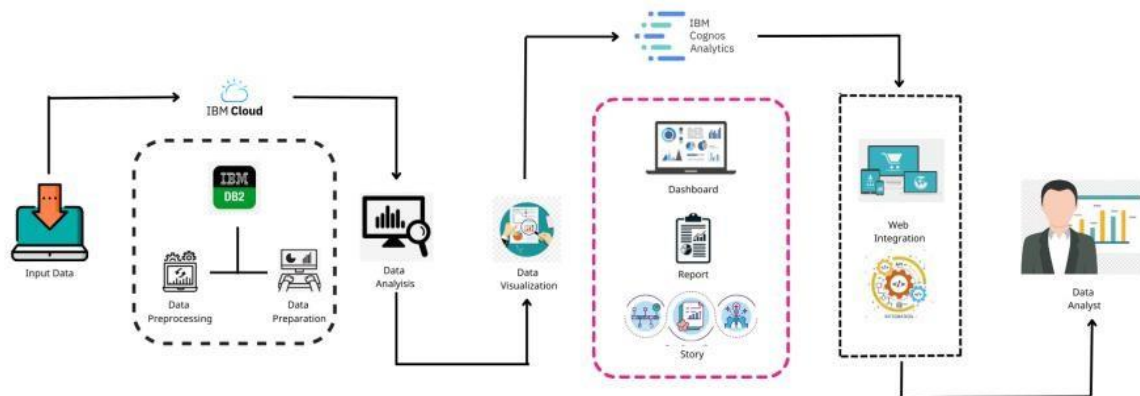 IBM
Cognos
Analytics
IBM Cloud
IBM
DB2
Input Data
Data
Preprocessing
Data
Preparation
Data
Analyisis
Data
Visualization
Dashboard
Report
Story
Web
Integration
Data
Analyst